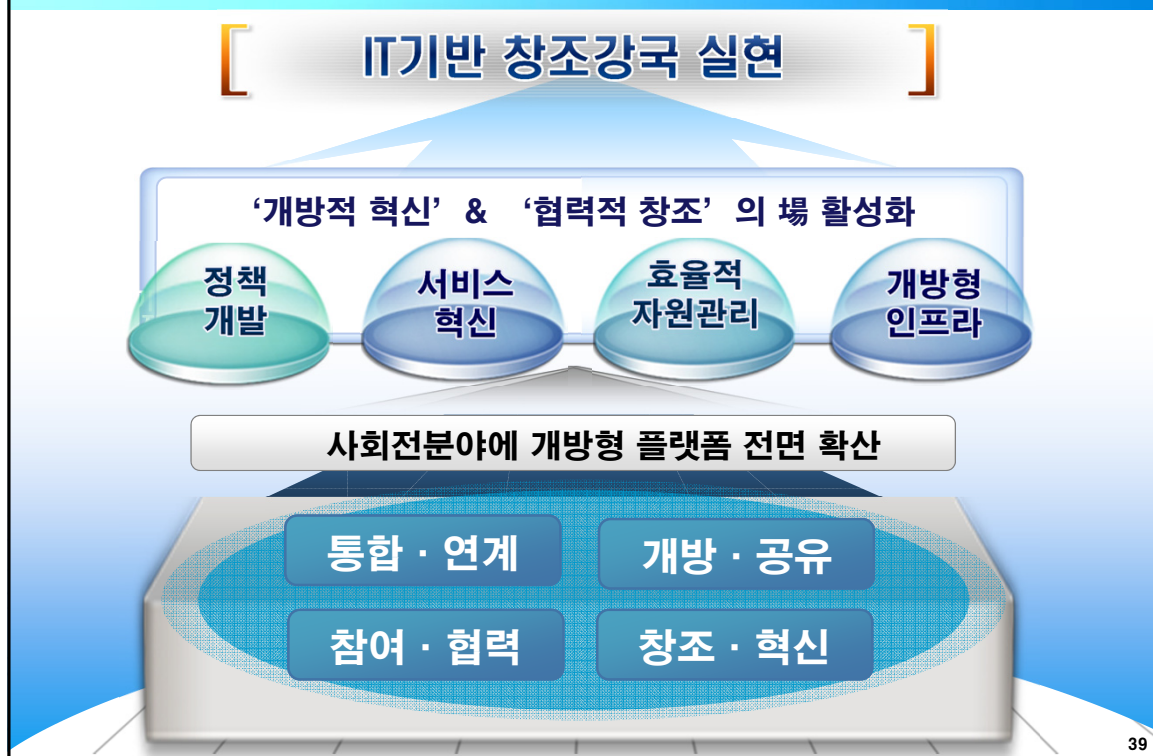 IT기반 창조강국 실현
‘개방적 혁신’ & ‘협력적 창조’ 의 場 활성화
정책
개발
서비스
혁신
효율적
자원관리
개방형
인프라
사회전분야에 개방형 플랫폼 전면 확산
통합 · 연계
개방 · 공유
참여 · 협력
창조 · 혁신
39